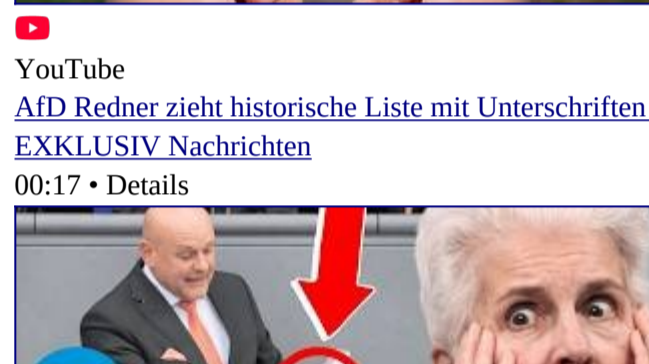 YouTube
AfD Redner zieht historische Liste mit Unterschriften
EXKLUSIV Nachrichten
00:17 • Details